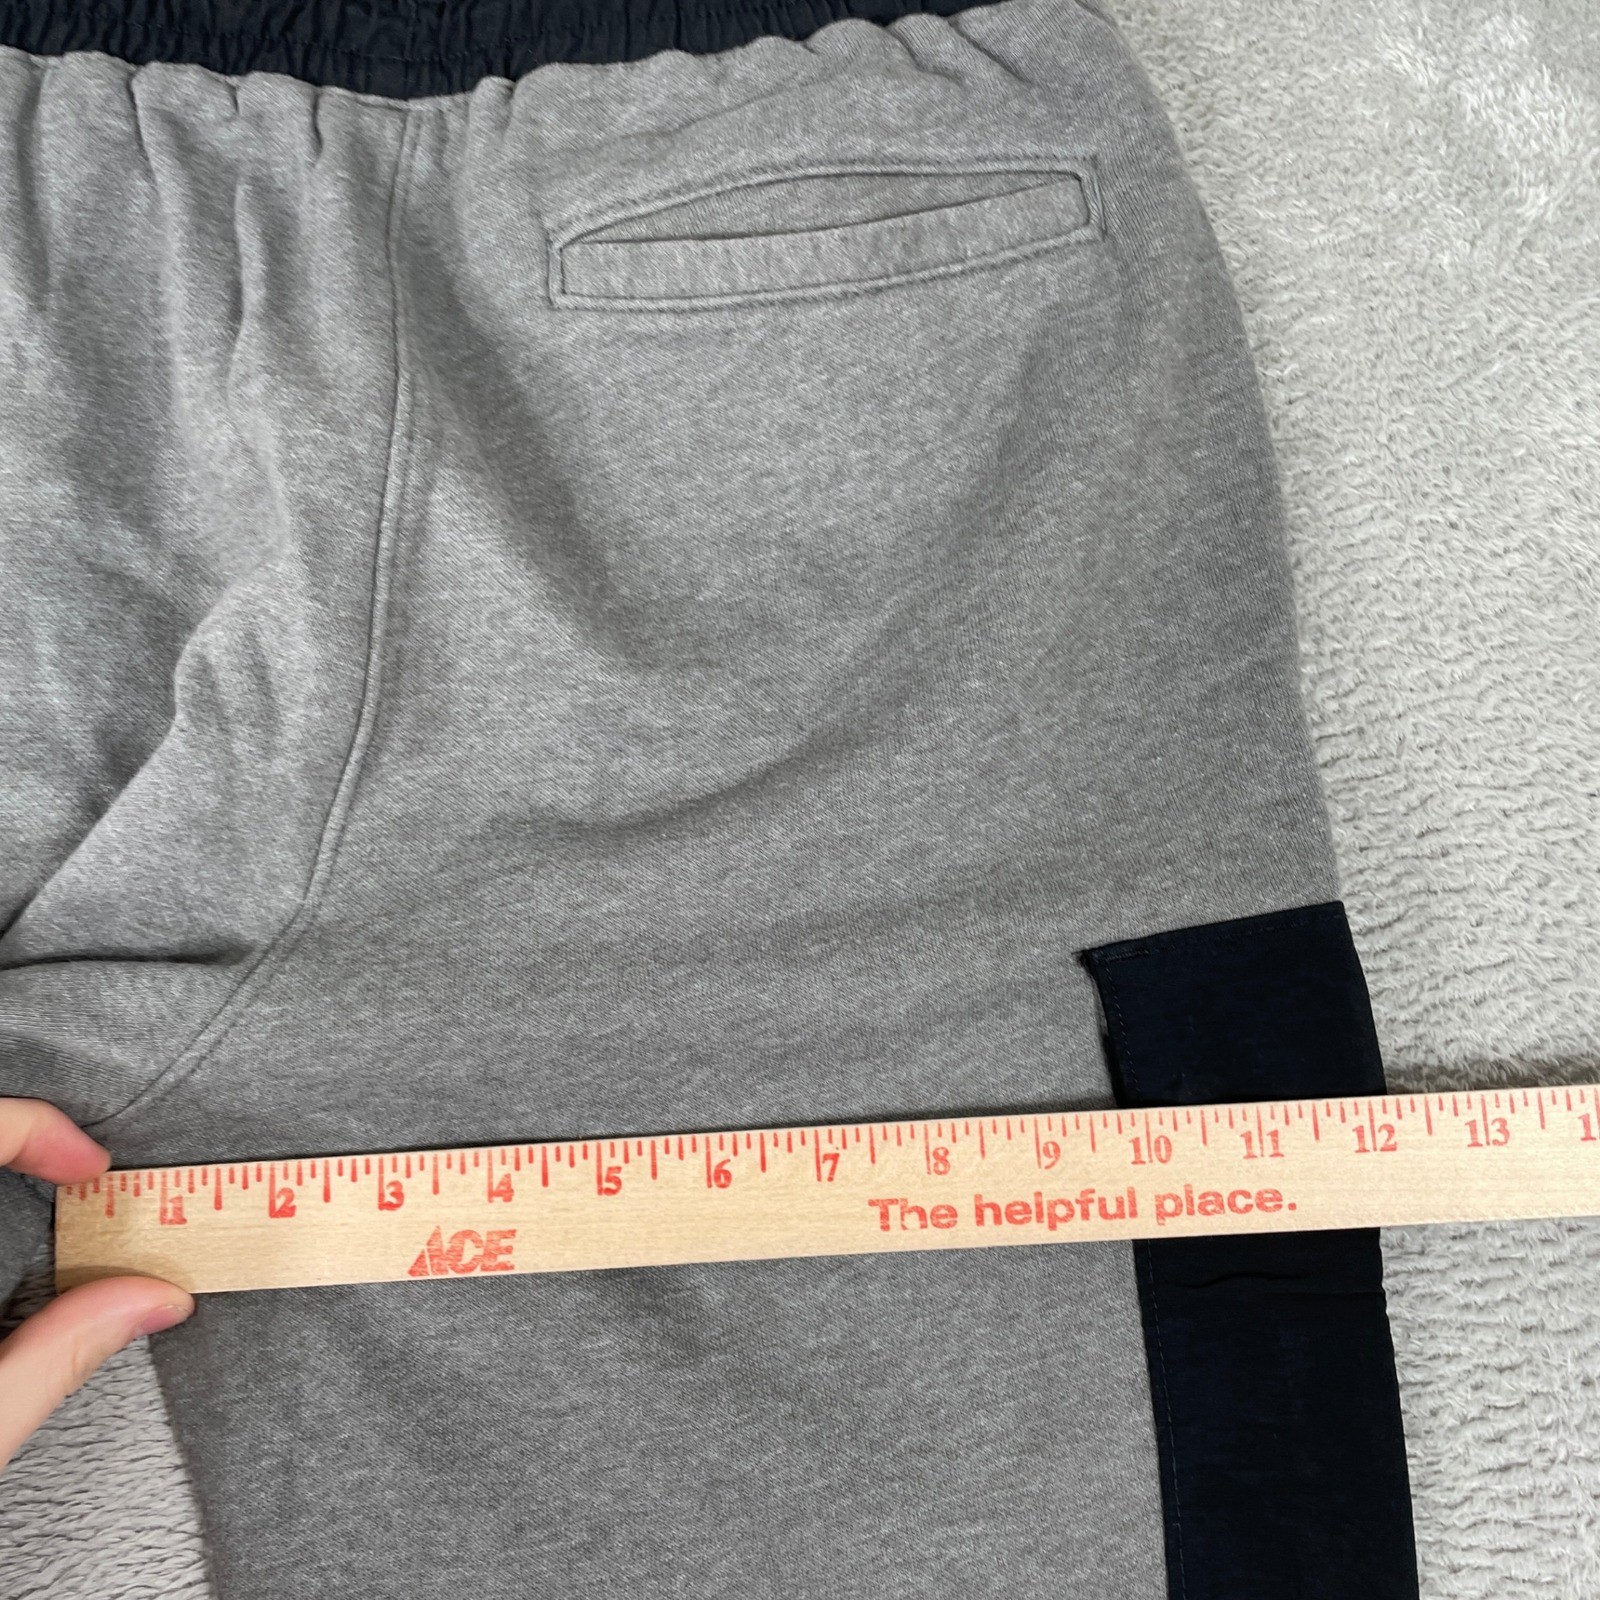 1 2 3 4 5 6 7 8 9 10 11 12 13
ACE The helpful place.